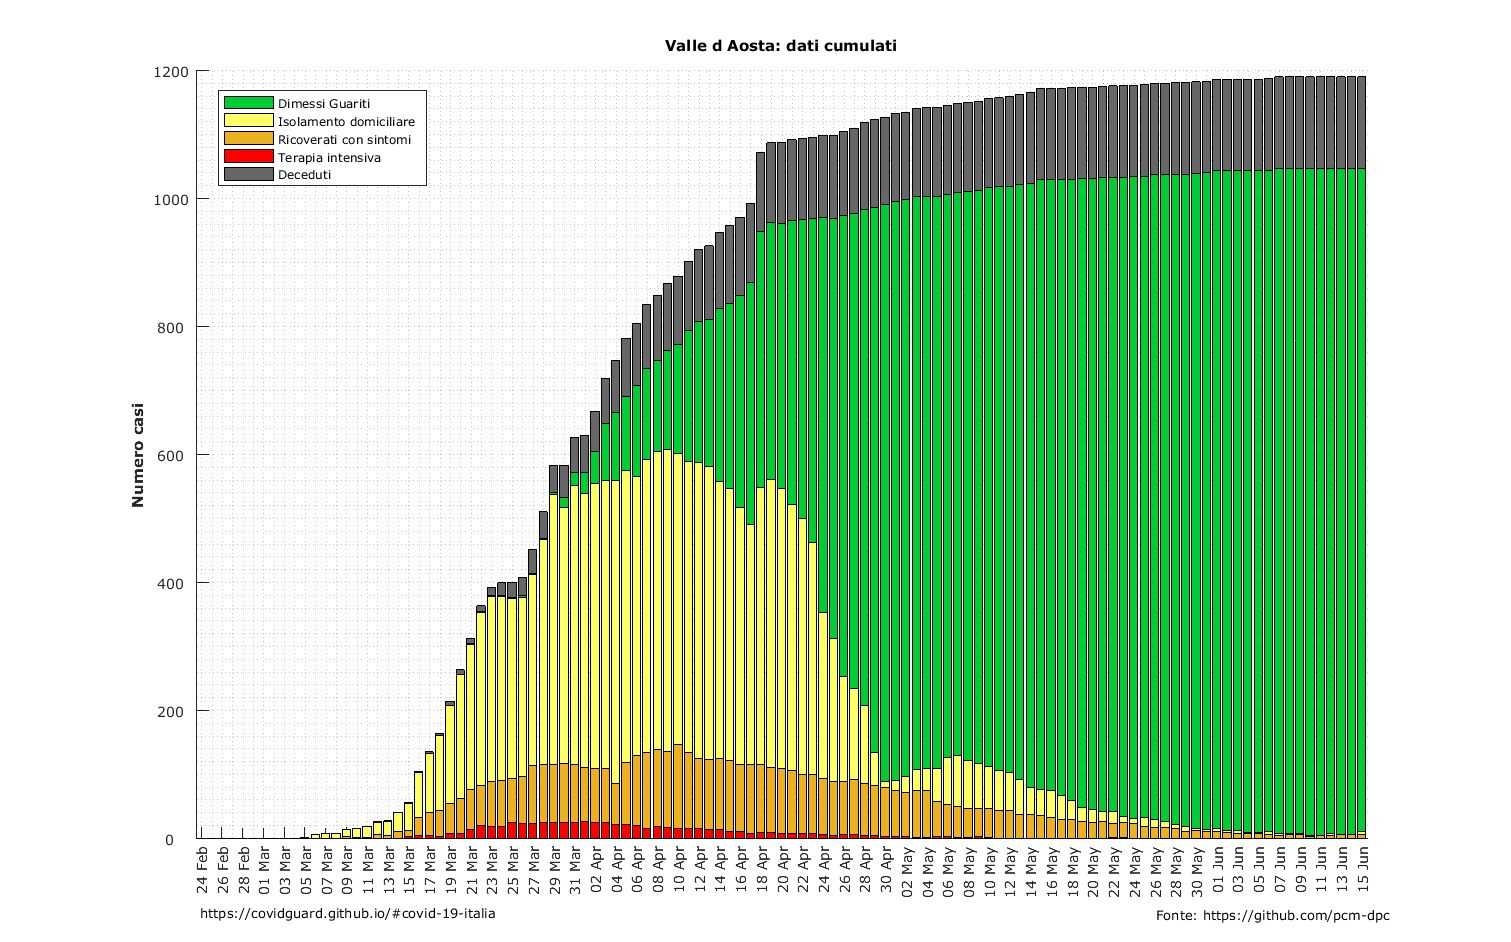 Valle d Aosta: dati cumulati
Numero casi
1200
1000
800
600
400
200
0
Dimessi Guariti
Isolamento domiciliare
Ricoverati con sintomi
Terapia intensiva
Deceduti
24 Feb
26 Feb
28 Feb
01 Mar
03 Mar
05 Mar
07 Mar
09 Mar
11 Mar
13 Mar
15 Mar
17 Mar
19 Mar
21 Mar
23 Mar
25 Mar
27 Mar
29 Mar
31 Mar
02 Apr
04 Apr
06 Apr
08 Apr
10 Apr
12 Apr
14 Apr
16 Apr
18 Apr
20 Apr
22 Apr
24 Apr
26 Apr
28 Apr
30 Apr
02 May
04 May
06 May
08 May
10 May
12 May
14 May
16 May
18 May
20 May
22 May
24 May
26 May
28 May
30 May
01 Jun
03 Jun
05 Jun
07 Jun
09 Jun
11 Jun
13 Jun
15 Jun
https://covidguard.github.io/#covid-19-italia
Fonte: https://github.com/pcm-dpc